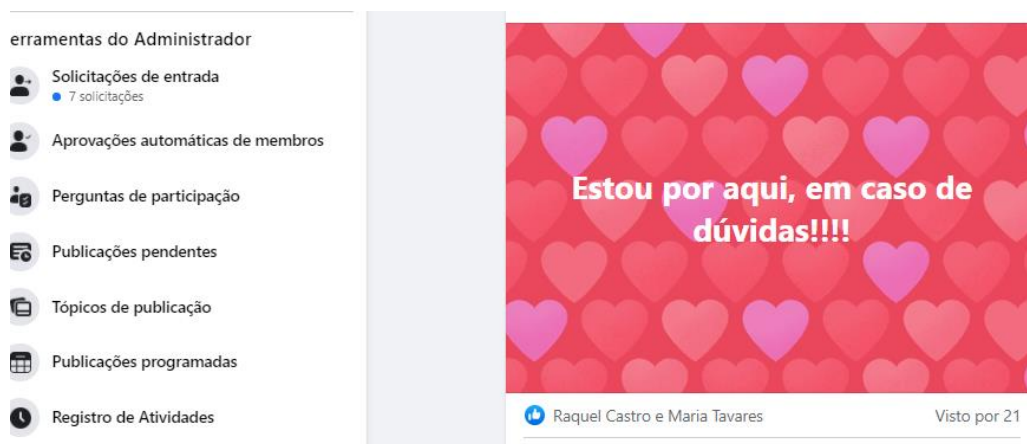 erramentas do Administrador
Solicitações de entrada
7 solicitações
Aprovações automáticas de membros
Perguntas de participação
Publicações pendentes
Tópicos de publicação
Publicações programadas
Registro de Atividades
Estou por aqui, em caso de
dúvidas!!!!
Raquel Castro e Maria Tavares
Visto por 21